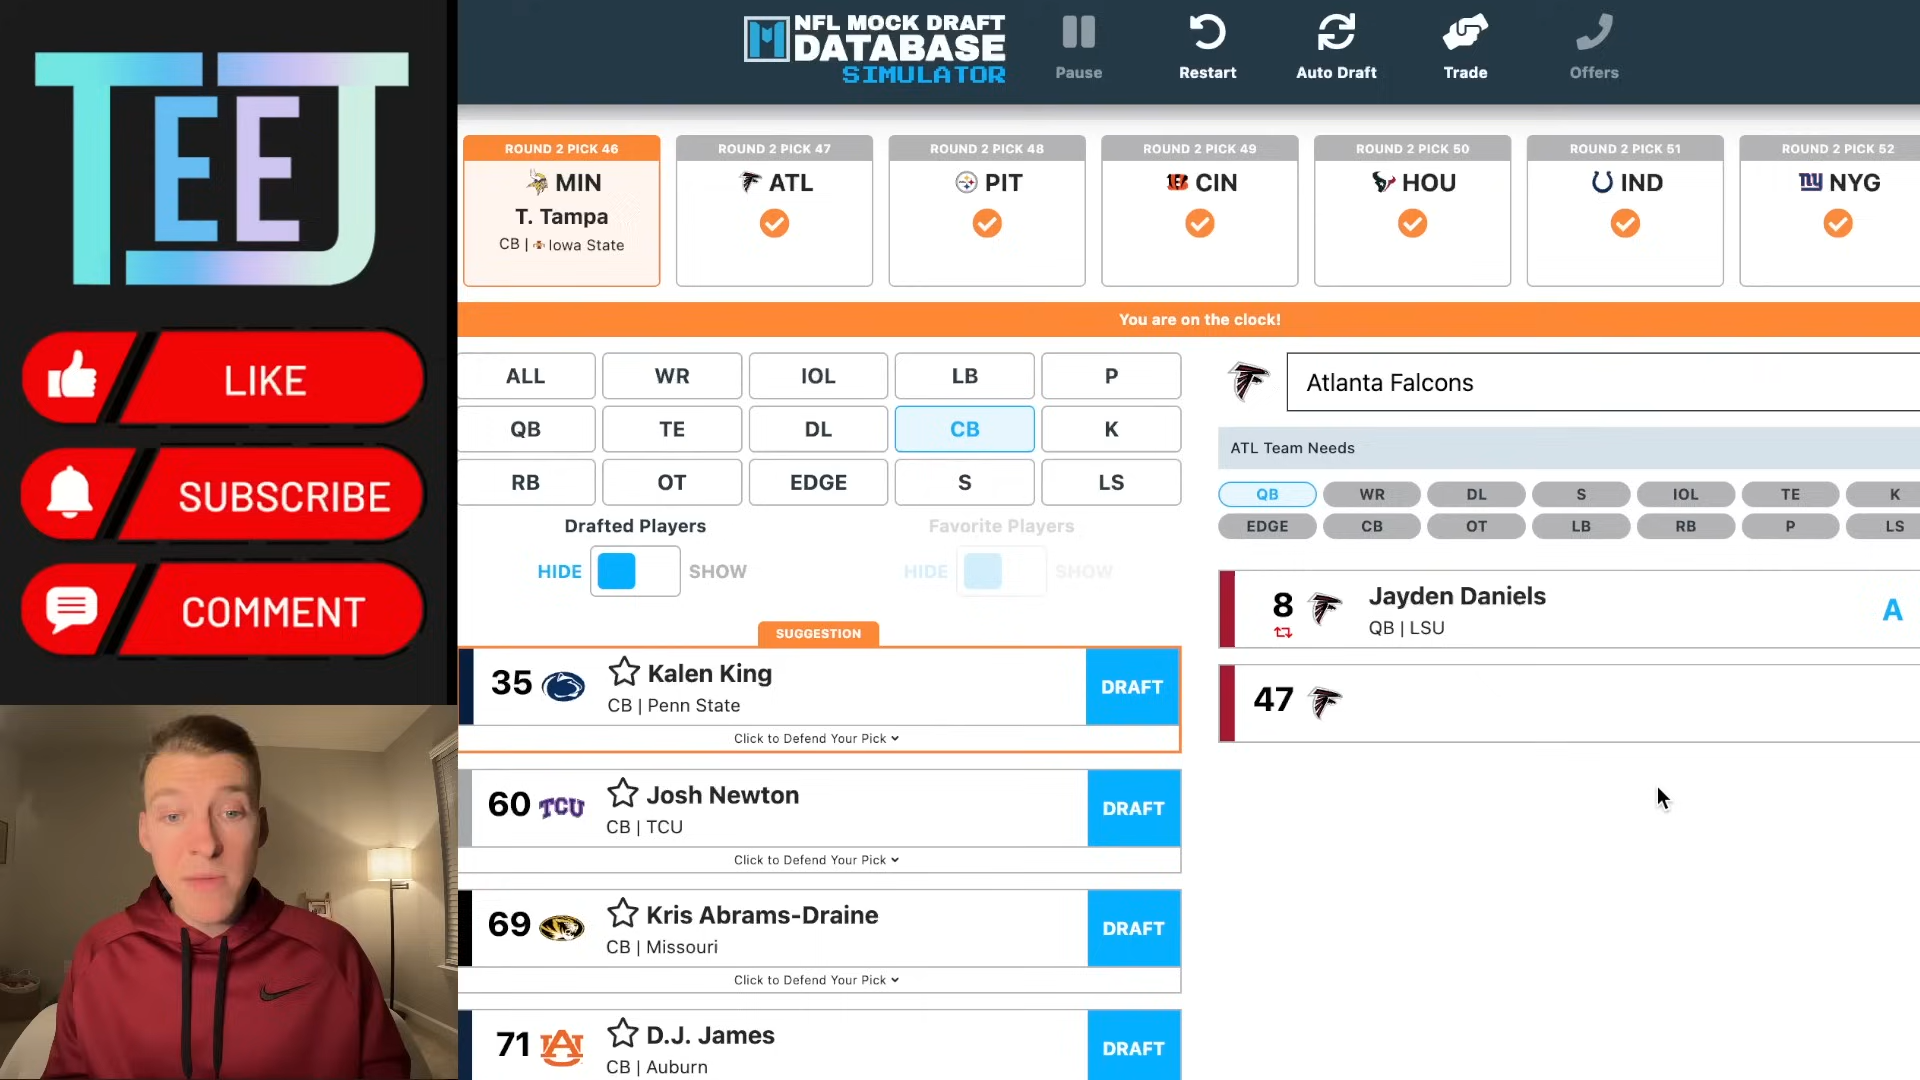 TEEJ
LIKE
SUBSCRIBE
COMMENT
NFL MOCK DRAFT
DATABASE
SIMULATOR
Pause
Restart
Auto Draft
Trade
Offers
ROUND 2 PICK 46
MIN
T. Tampa
CB | Iowa State
ROUND 2 PICK 47
ATL
ROUND 2 PICK 48
PIT
ROUND 2 PICK 49
CIN
ROUND 2 PICK 50
HOU
ROUND 2 PICK 51
IND
ROUND 2 PICK 52
ny NYG
You are on the clock!
ALL WR IOL LB P
QB TE DL CB K
RB OT EDGE S LS
Drafted Players
HIDE SHOW
Favorite Players
HIDE SHOW
SUGGESTION
35 Kalen King
CB | Penn State
DRAFT
Click to Defend Your Pick
60 TCU Josh Newton
CB | TCU
DRAFT
Click to Defend Your Pick
69 Kris Abrams-Draine
CB | Missouri
DRAFT
Click to Defend Your Pick
71 D.J. James
CB | Auburn
DRAFT
Atlanta Falcons
ATL Team Needs
QB WR DL S IOL TE K
EDGE CB OT LB RB P LS
8 Jayden Daniels
QB | LSU
A
47